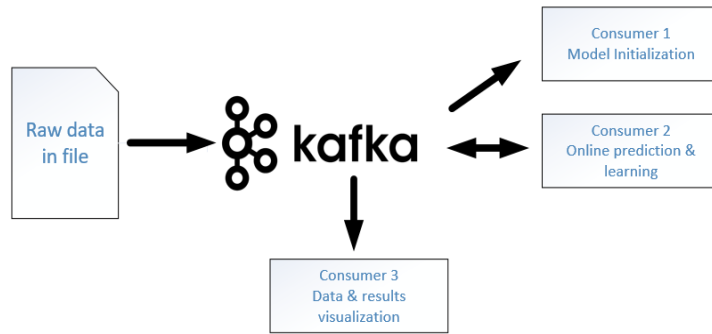 Raw data
in file
kafka
Consumer 1
Model Initialization
Consumer 2
Online prediction &
learning
Consumer 3
Data & results
visualization